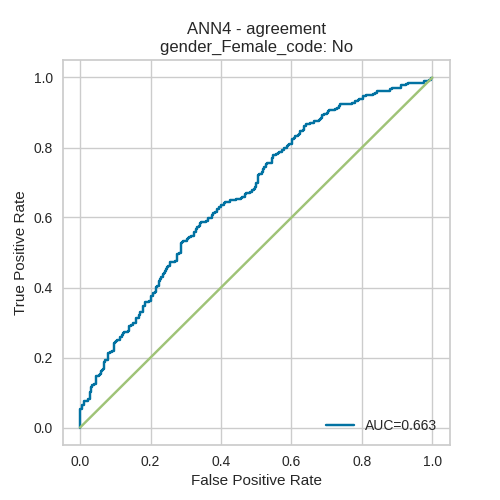 ANN4 - agreement
gender_Female_code: No
1.0
0.8
0.6
0.4
0.2
0.0
True Positive Rate
AUC=0.663
0.0 0.2 0.4 0.6 0.8 1.0
False Positive Rate